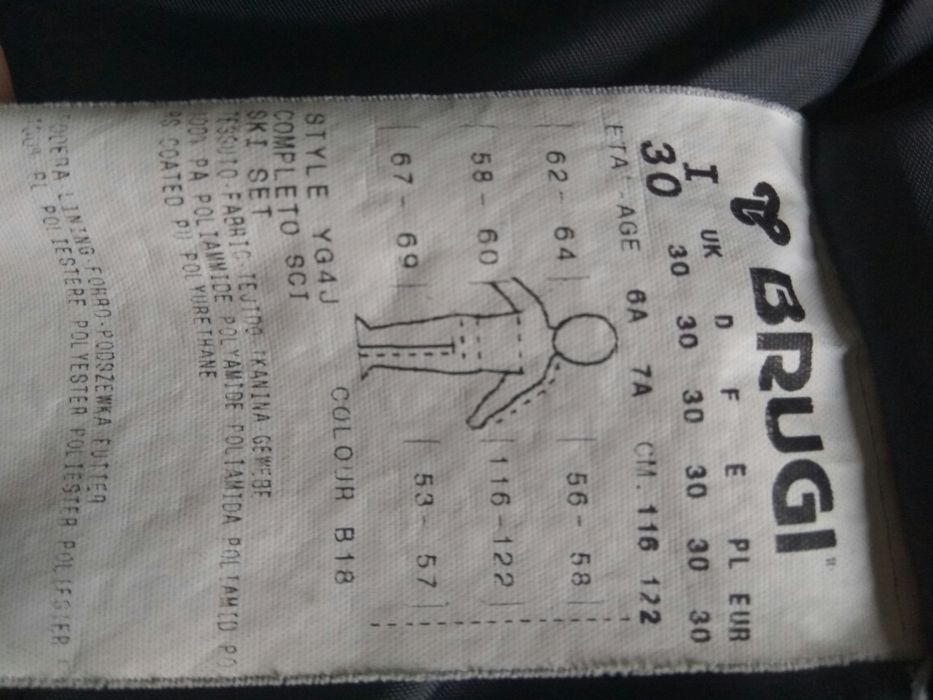 BRUGI
I UK D F E PL EUR
30 30 30 30 30 30 30
ETA'-AGE 6A 7A CM. 116 122
62-64 56-58
58-60 116-122
67-69 53-57
STYLE YG4J COLOUR B18
COMPLETO SCI
SKI SET
TESSUTO-FABRIC-TEJIDO TKANINA GEWEBE
100% PA POLIAMMIDE POLYAMIDE POLIAMIDA POLIAMID PO
RS COATED PU POLYURETHANE
FODERA LINING-FORRO-PODSZEWKA FUTTER
PL POLIESTERE POLYESTER POLIESTER POLIESTER